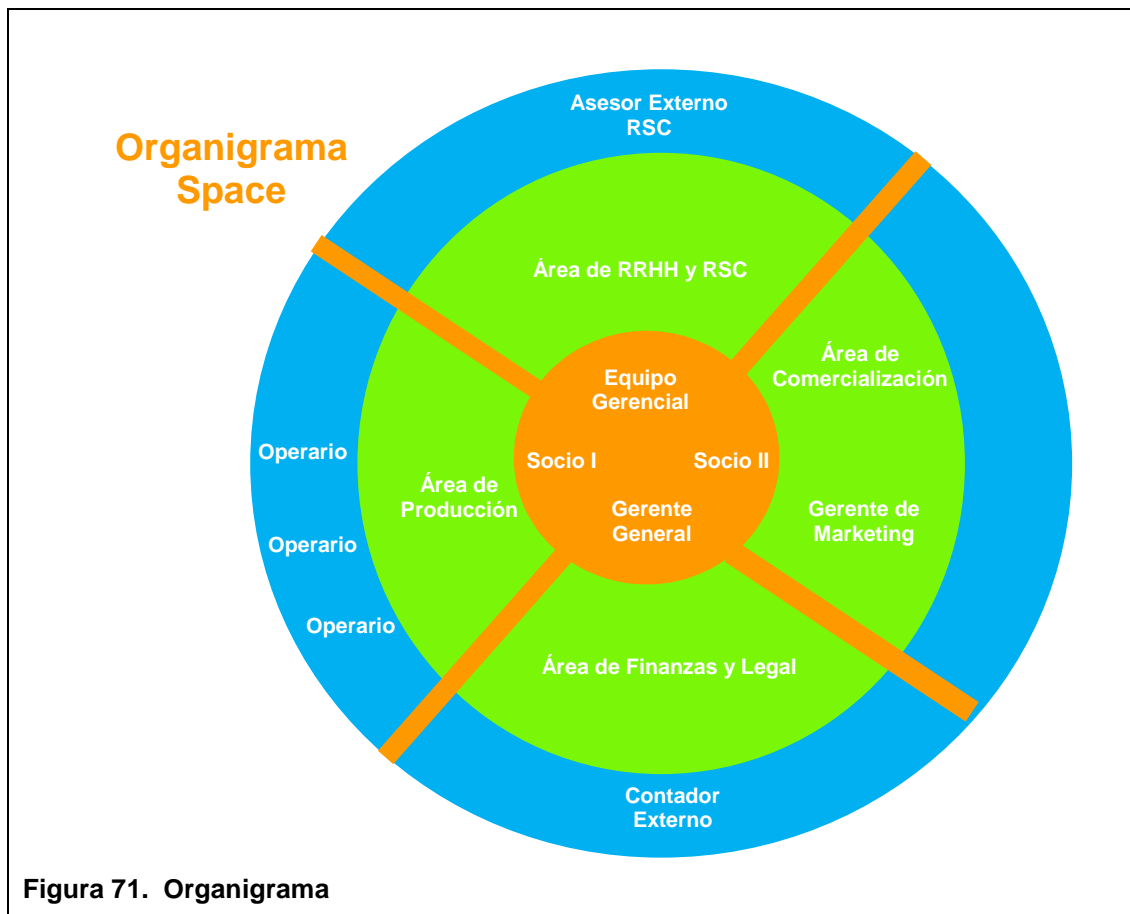 Organigrama
Space
Asesor Externo
RSC
Área de RRHH y RSC
Área de
Comercialización
Equipo
Gerencial
Operario
Socio I
Socio II
Área de
Producción
Gerente
General
Gerente de
Marketing
Operario
Operario
Área de Finanzas y Legal
Contador
Externo
Figura 71. Organigrama